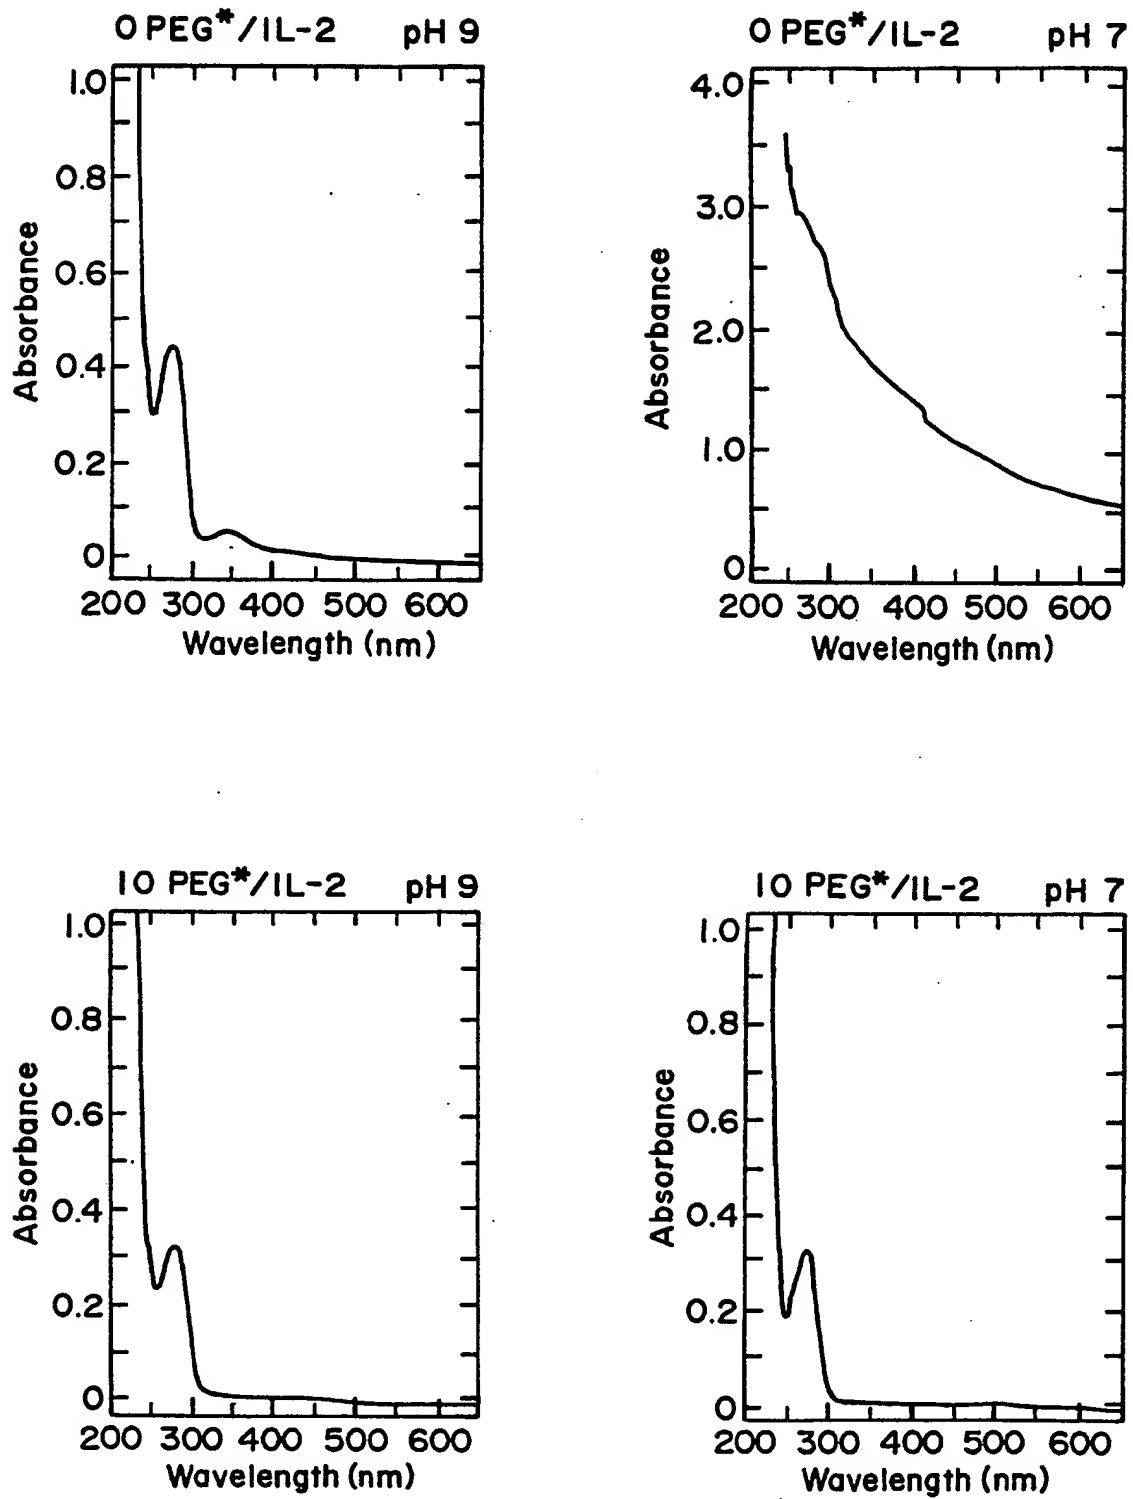 0 PEG*/IL-2 pH 9
1.0
0.8
0.6
0.4
0.2
0
Absorbance
200 300 400 500 600
Wavelength (nm)
0 PEG*/IL-2 pH 7
4.0
3.0
2.0
1.0
0
Absorbance
200 300 400 500 600
Wavelength (nm)
10 PEG*/IL-2 pH 9
1.0
0.8
0.6
0.4
0.2
0
Absorbance
200 300 400 500 600
Wavelength (nm)
10 PEG*/IL-2 pH 7
1.0
0.8
0.6
0.4
0.2
0
Absorbance
200 300 400 500 600
Wavelength (nm)